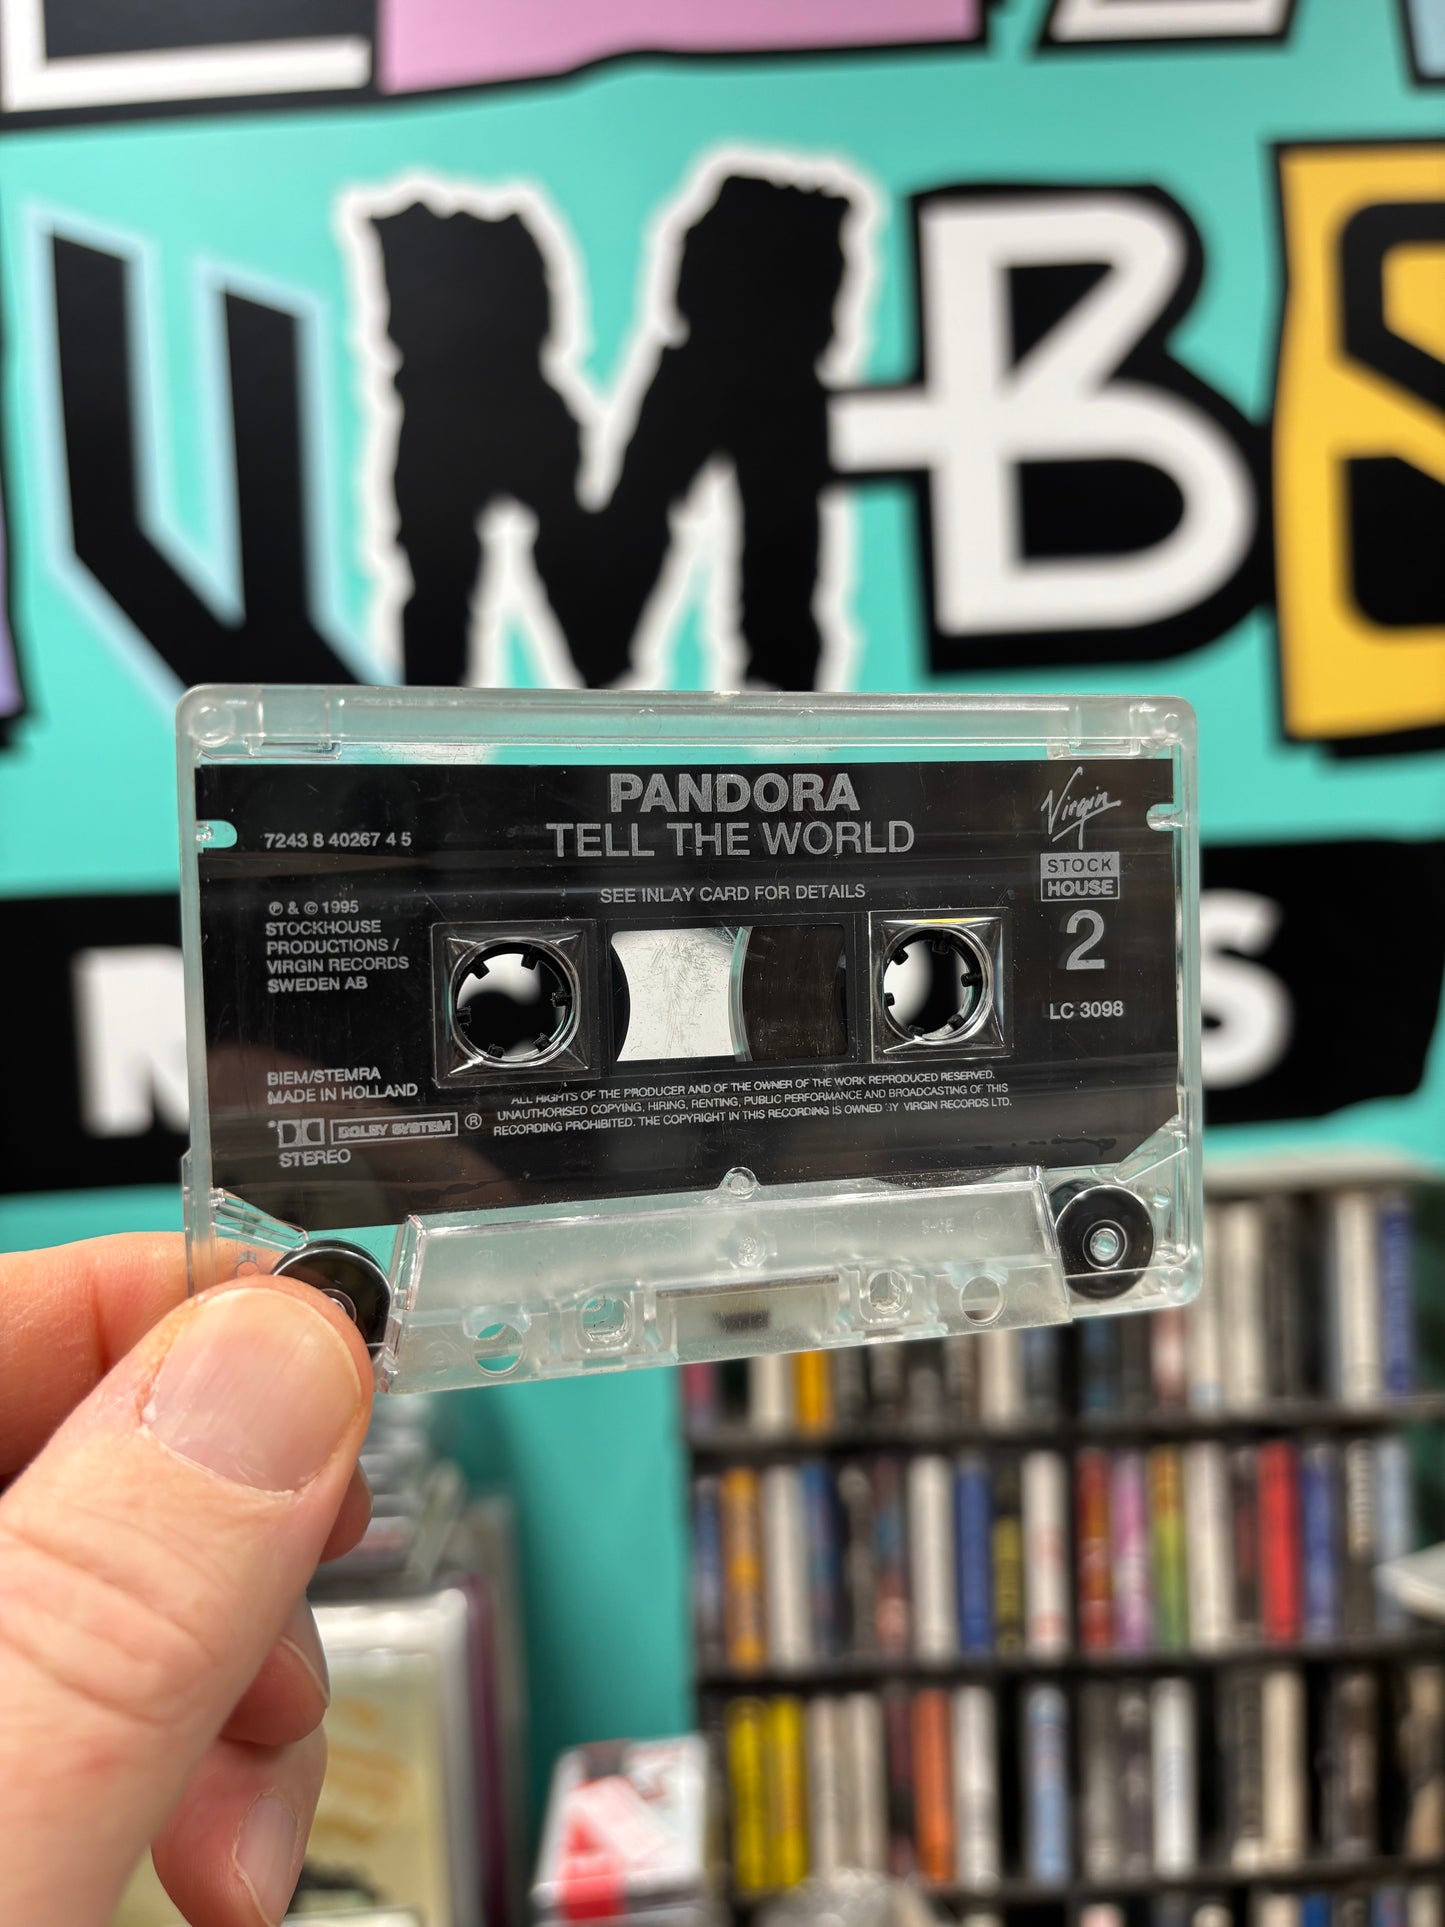 UMBS
PANDORA
TELL THE WORLD
Virgin
7243 8 40267 4 5
STOCK
HOUSE
SEE INLAY CARD FOR DETAILS
2
℗ & © 1995
STOCKHOUSE
PRODUCTIONS /
VIRGIN RECORDS
SWEDEN AB
LC 3098
BIEM/STEMRA
MADE IN HOLLAND
DOLBY SYSTEM ®
STEREO
ALL RIGHTS OF THE PRODUCER AND OF THE OWNER OF THE WORK REPRODUCED RESERVED.
UNAUTHORISED COPYING, HIRING, RENTING, PUBLIC PERFORMANCE AND BROADCASTING OF THIS
RECORDING PROHIBITED. THE COPYRIGHT IN THIS RECORDING IS OWNED BY VIRGIN RECORDS LTD.